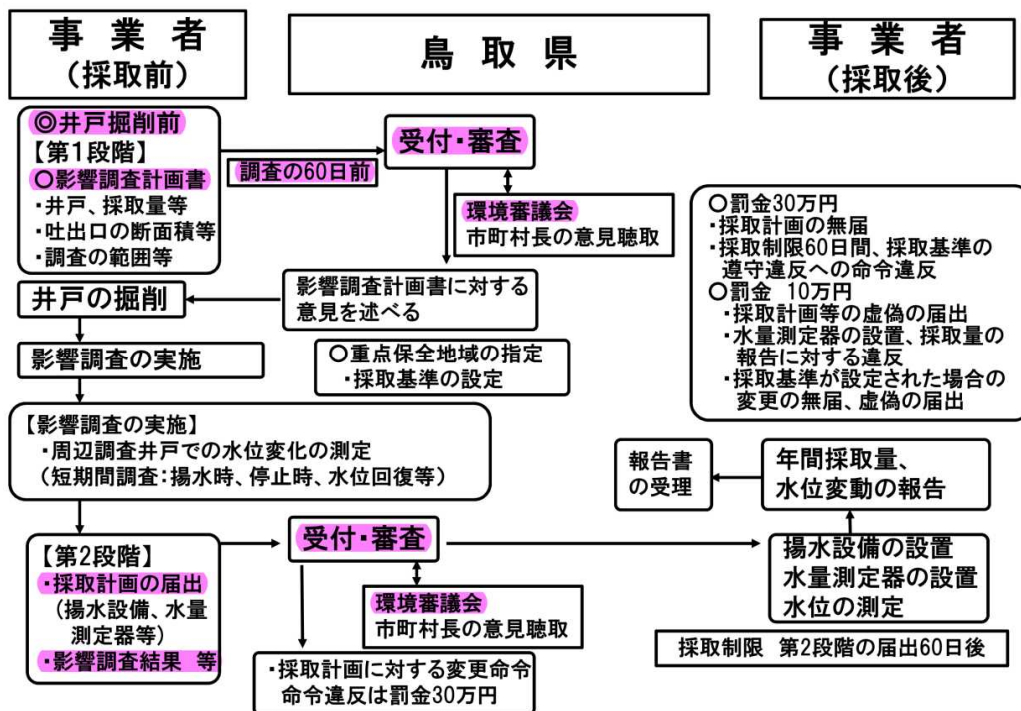 事業者
（採取前）
鳥取県
事業者
（採取後）
◎井戸掘削前
【第1段階】
○影響調査計画書
・井戸、採取量等
・吐出口の断面積等
・調査の範囲等
調査の60日前
受付・審査
環境審議会
市町村長の意見聴取
影響調査計画書に対する
意見を述べる
井戸の掘削
影響調査の実施
○重点保全地域の指定
・採取基準の設定
○罰金30万円
・採取計画の無届
・採取制限60日間、採取基準の
遵守違反への命令違反
○罰金 10万円
・採取計画等の虚偽の届出
・水量測定器の設置、採取量の
報告に対する違反
・採取基準が設定された場合の
変更の無届、虚偽の届出
【影響調査の実施】
・周辺調査井戸での水位変化の測定
（短期間調査：揚水時、停止時、水位回復等）
報告書
の受理
年間採取量、
水位変動の報告
【第2段階】
・採取計画の届出
（揚水設備、水量
測定器等）
・影響調査結果 等
受付・審査
環境審議会
市町村長の意見聴取
・採取計画に対する変更命令
命令違反は罰金30万円
揚水設備の設置
水量測定器の設置
水位の測定
採取制限 第2段階の届出60日後